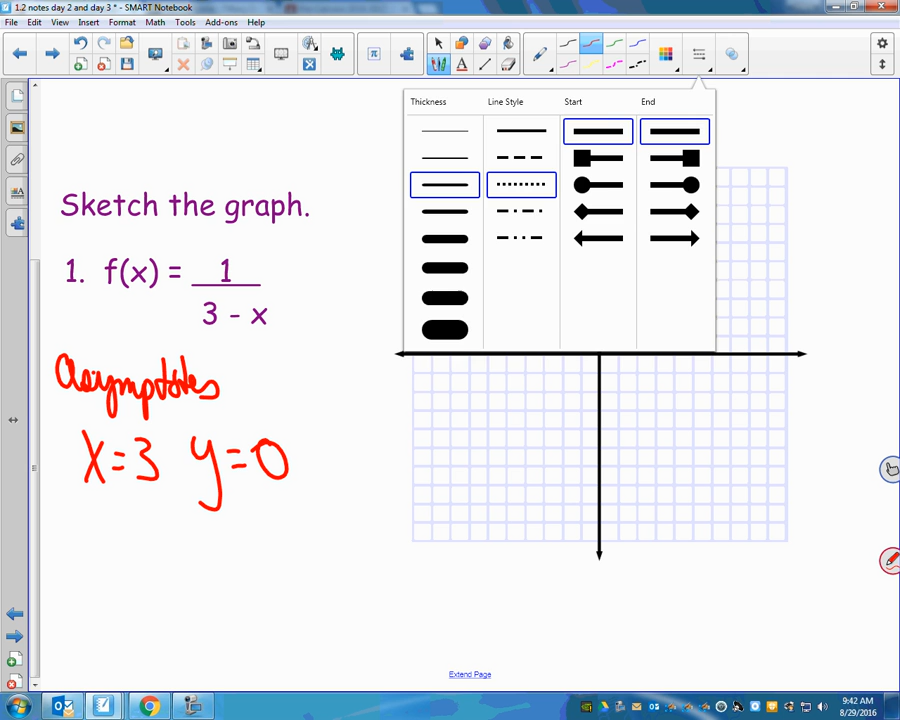 1.2 notes day 2 and day 3 * - SMART Notebook
File Edit View Insert Format Math Tools Add-ons Help
Thickness Line Style Start End
Sketch the graph.
1. f(x) = 1
3 - x
Asymptotes
x=3 y=0
Extend Page
9:42 AM
8/29/2016